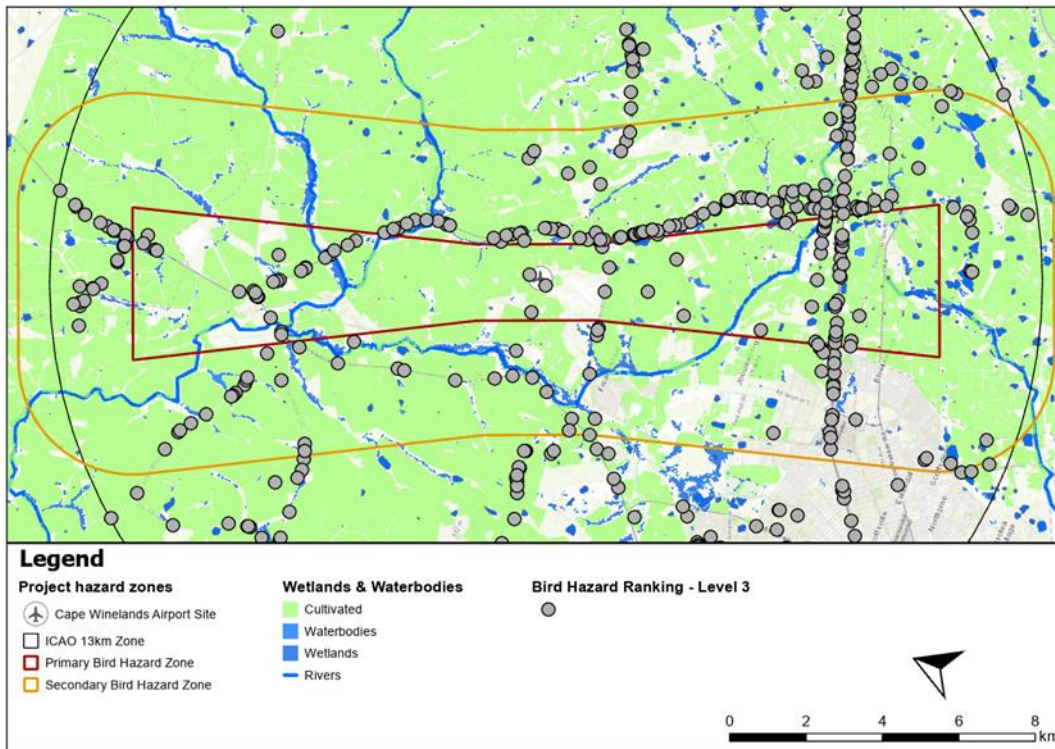 Legend
Project hazard zones
Cape Winelands Airport Site
ICAO 13km Zone
Primary Bird Hazard Zone
Secondary Bird Hazard Zone
Wetlands & Waterbodies
Cultivated
Waterbodies
Wetlands
Rivers
Bird Hazard Ranking - Level 3
0 2 4 6 8
km